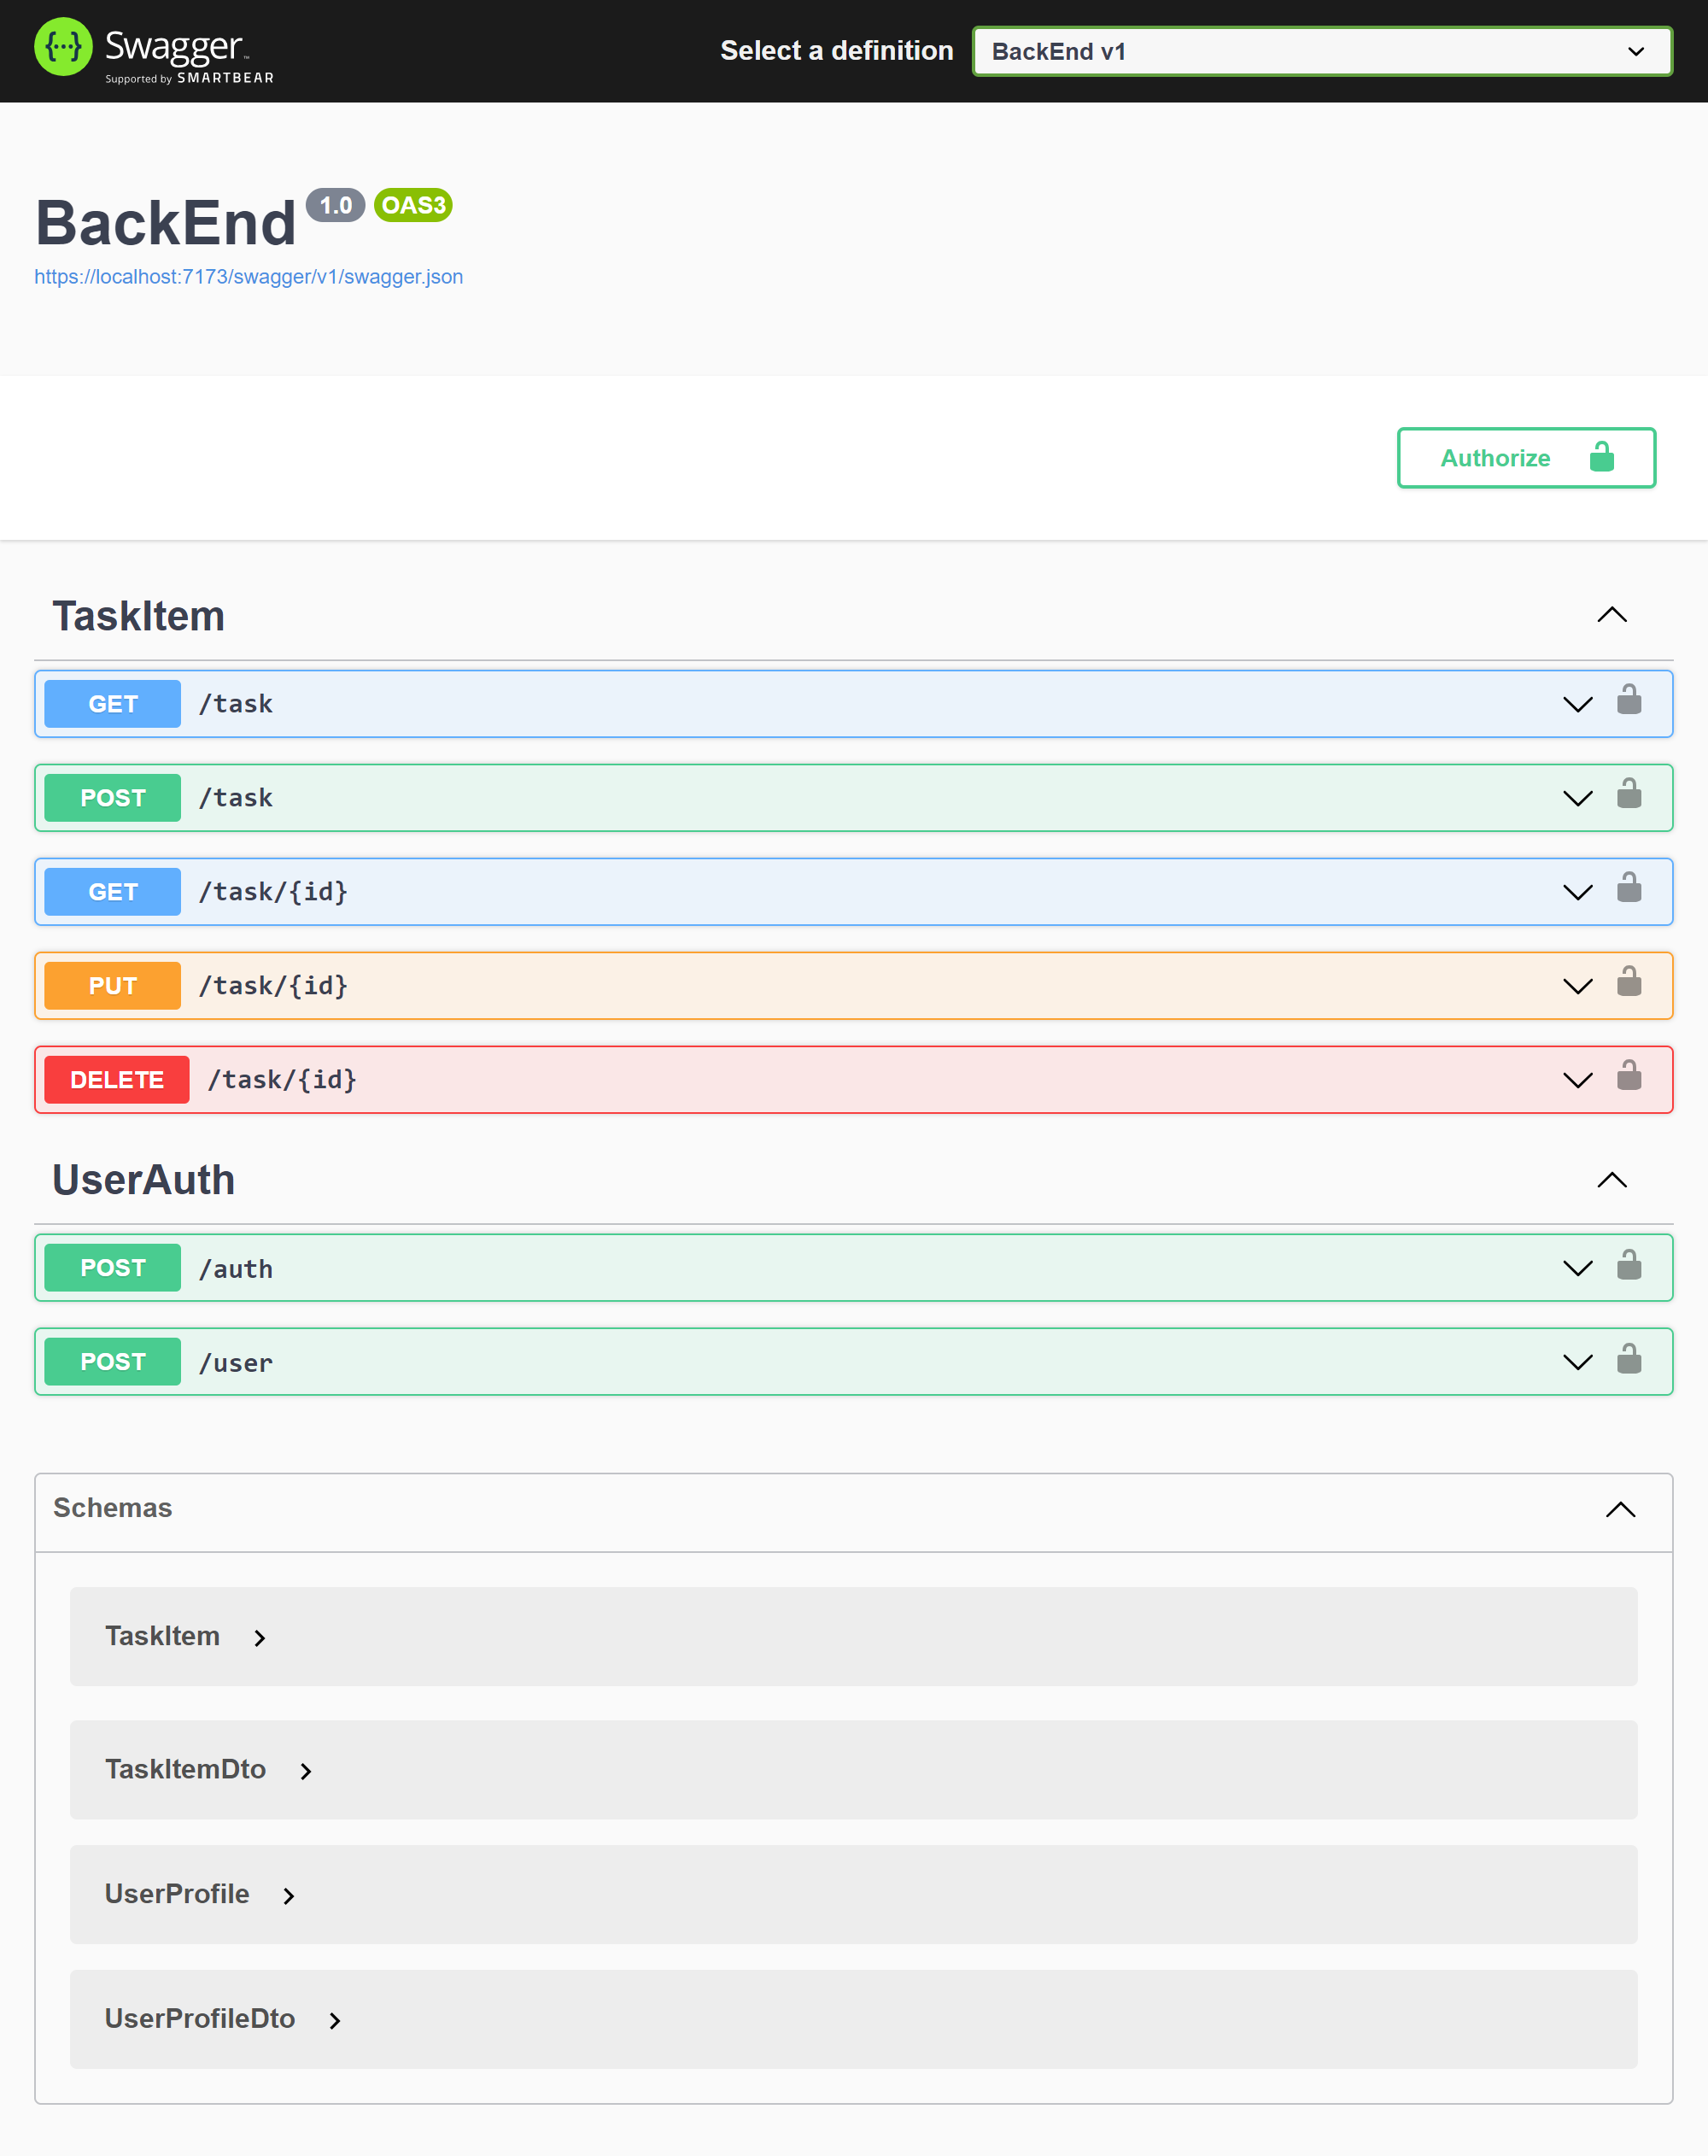 Swagger™
Supported by SMARTBEAR
Select a definition
BackEnd v1
BackEnd 1.0 OAS3
https://localhost:7173/swagger/v1/swagger.json
Authorize
TaskItem
GET /task
POST /task
GET /task/{id}
PUT /task/{id}
DELETE /task/{id}
UserAuth
POST /auth
POST /user
Schemas
TaskItem
TaskItemDto
UserProfile
UserProfileDto